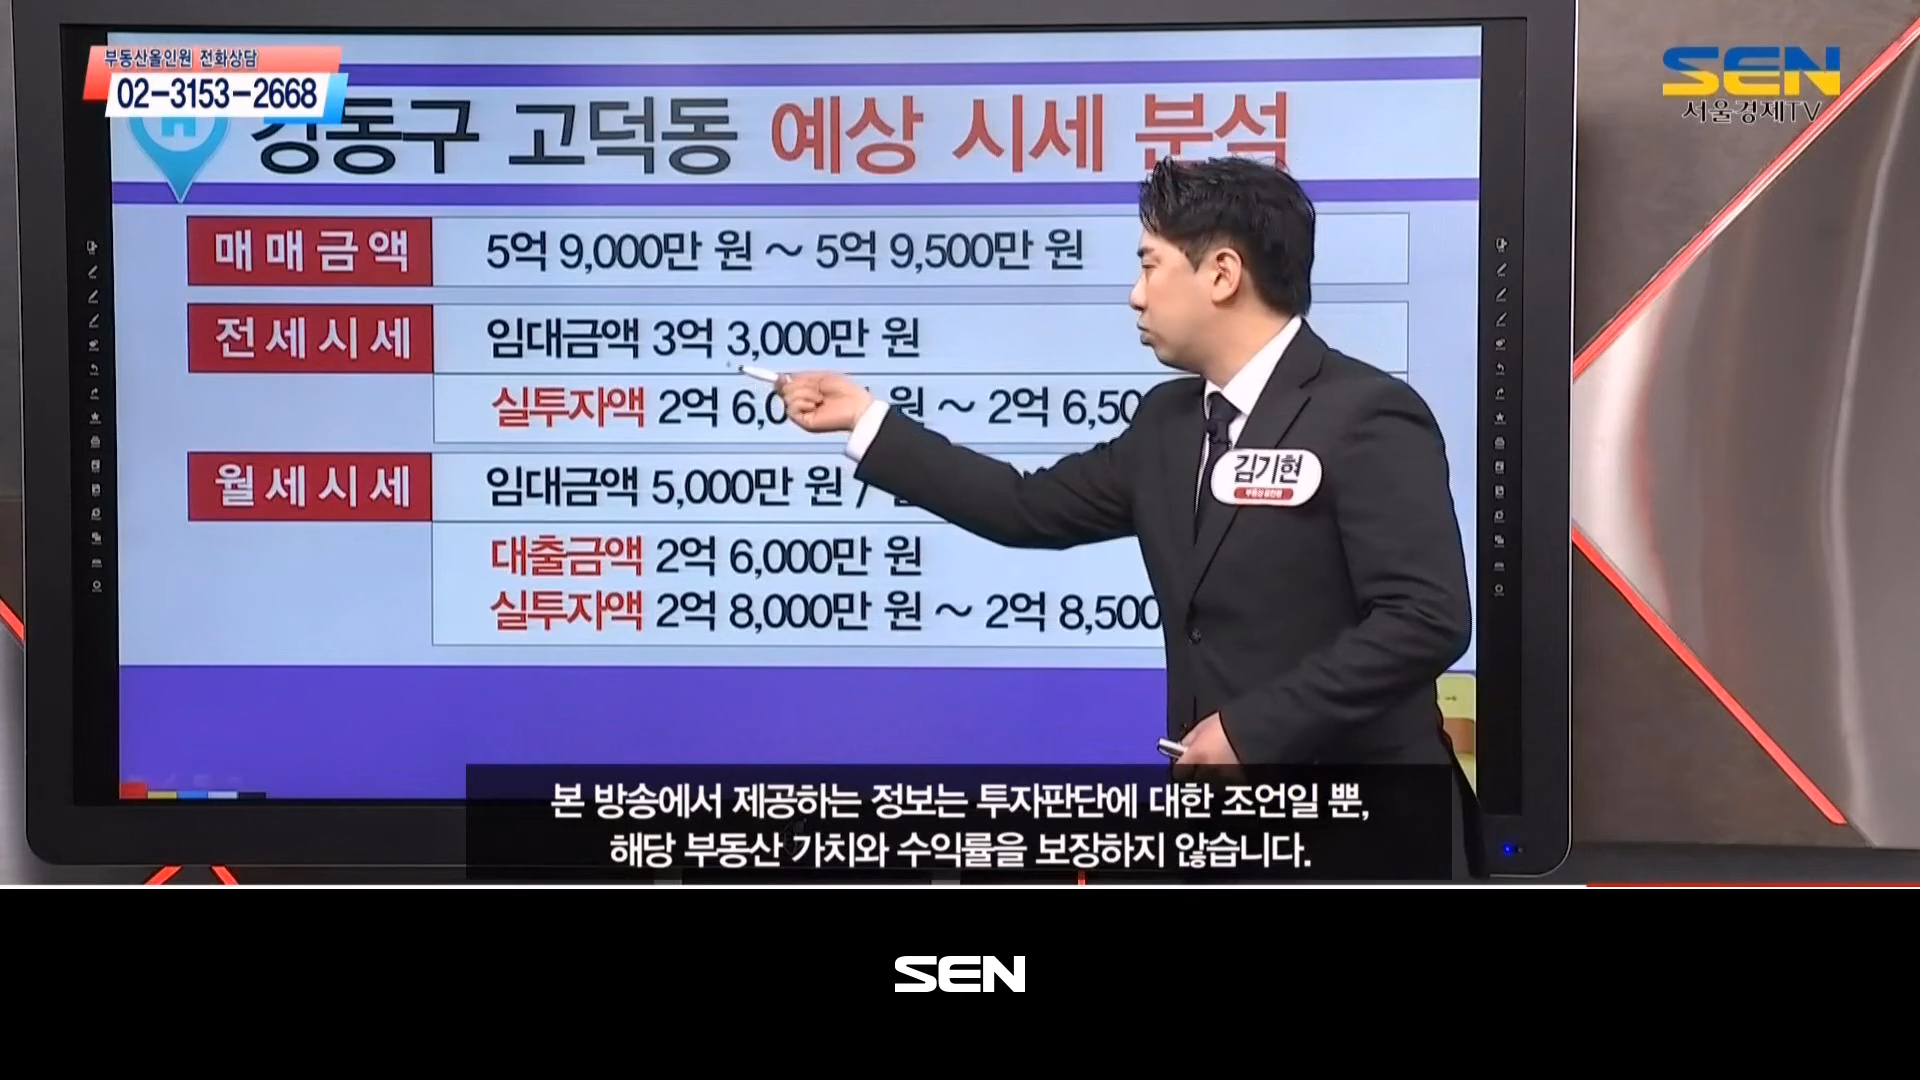 부동산올인원 전화상담
02-3153-2668
SEN
서울경제TV
강동구 고덕동 예상 시세 분석
매매금액 5억 9,000만 원 ~ 5억 9,500만 원
전세시세 임대금액 3억 3,000만 원
실투자액 2억 6,0 원 ~ 2억 6,50
월세시세 임대금액 5,000만 원 /
대출금액 2억 6,000만 원
실투자액 2억 8,000만 원 ~ 2억 8,500
김기현
부동산올인원
본 방송에서 제공하는 정보는 투자판단에 대한 조언일 뿐,
해당 부동산 가치와 수익률을 보장하지 않습니다.
SEN